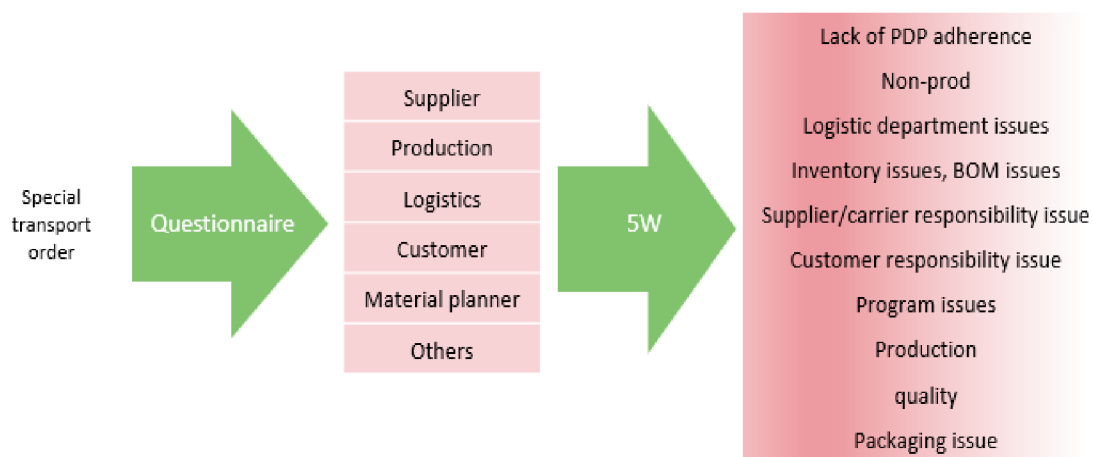 Special
transport
order
Questionnaire
Supplier
Production
Logistics
Customer
Material planner
Others
5W
Lack of PDP adherence
Non-prod
Logistic department issues
Inventory issues, BOM issues
Supplier/carrier responsibility issue
Customer responsibility issue
Program issues
Production
quality
Packaging issue